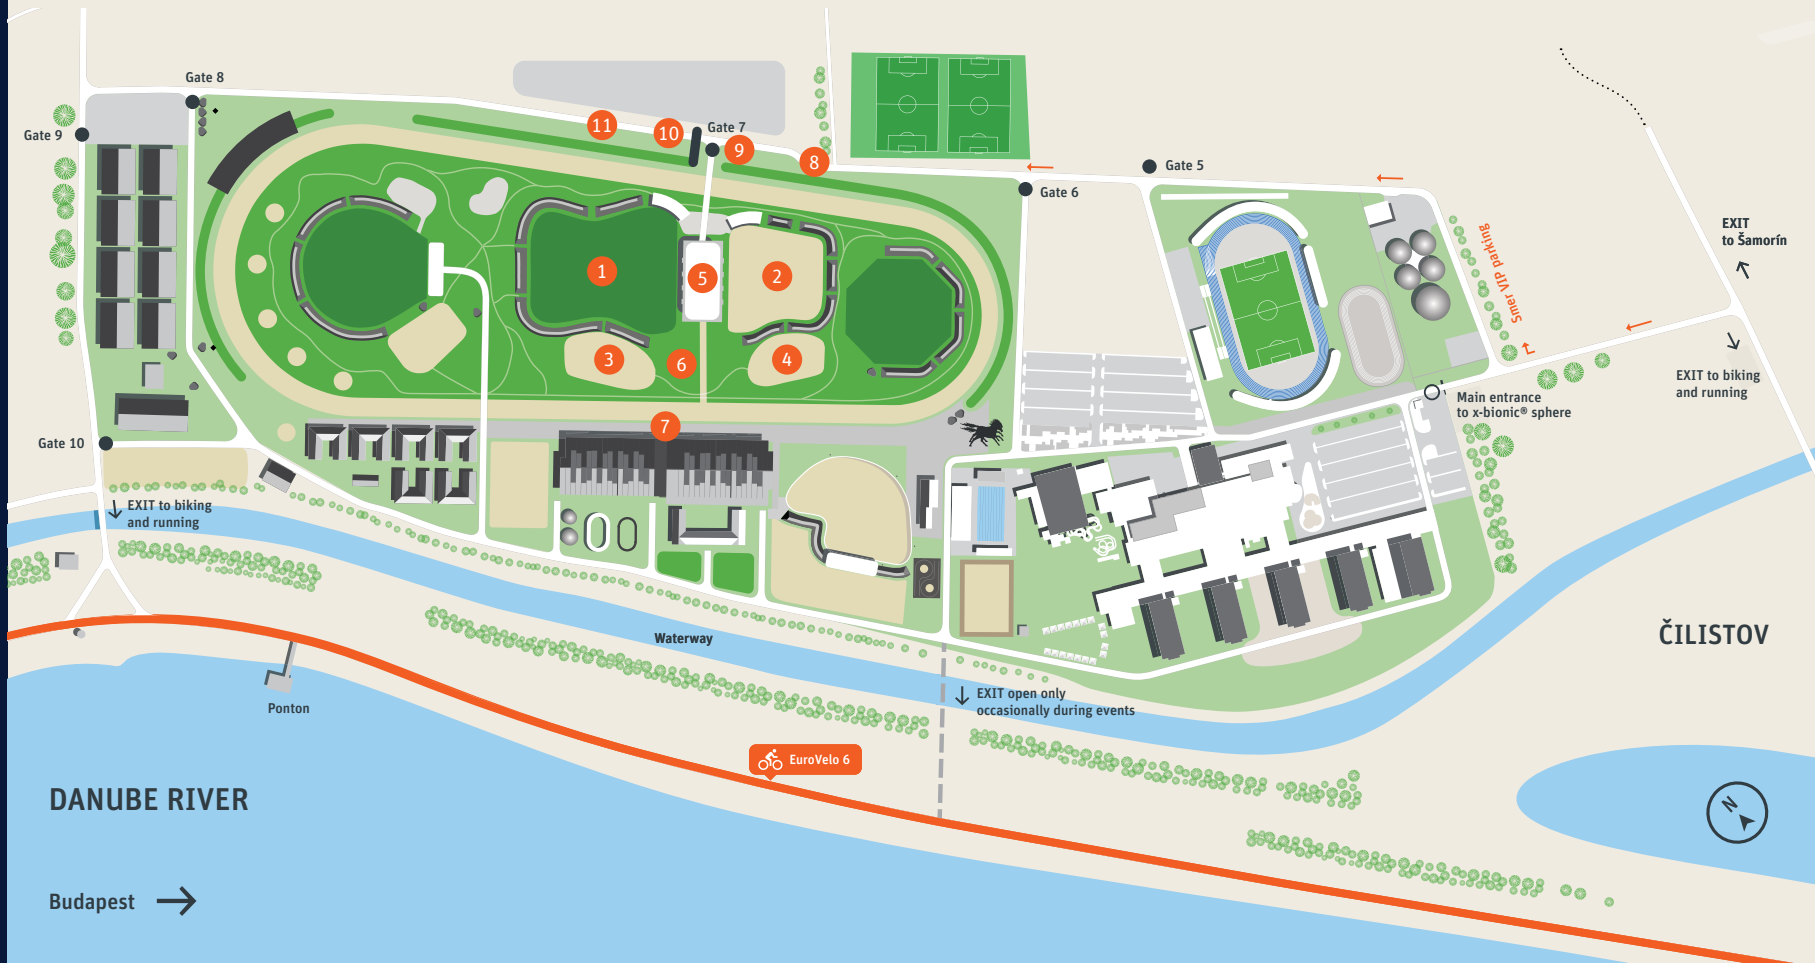 Gate 8
Gate 9
11
10
Gate 7
9
8
Gate 5
Gate 6
EXIT
to Šamorín
Smer VIP parking
1
5
2
3
6
4
EXIT to biking
and running
Main entrance
to x-bionic® sphere
7
Gate 10
EXIT to biking
and running
Waterway
ČILISTOV
EXIT open only
occasionally during events
Ponton
EuroVelo 6
DANUBE RIVER
N
Budapest